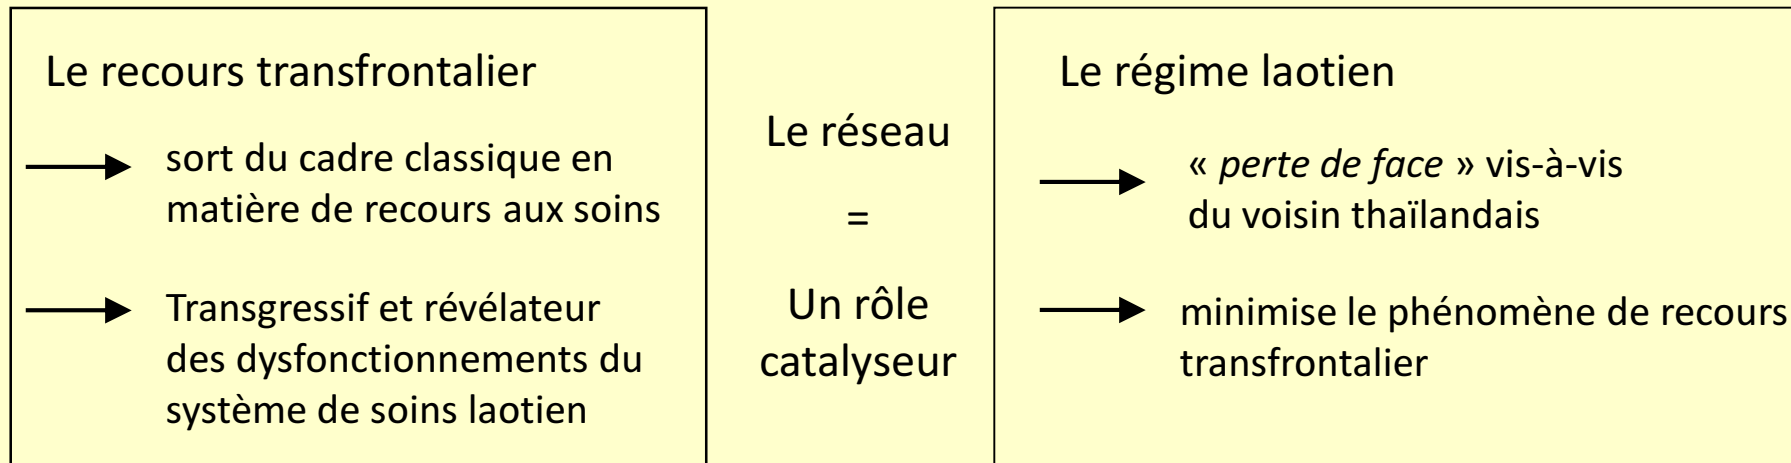 Le recours transfrontalier
sort du cadre classique en
matière de recours aux soins
Transgressif et révélateur
des dysfonctionnements du
système de soins laotien
Le réseau
=
Un rôle
catalyseur
Le régime laotien
« perte de face » vis-à-vis
du voisin thaïlandais
minimise le phénomène de recours
transfrontalier